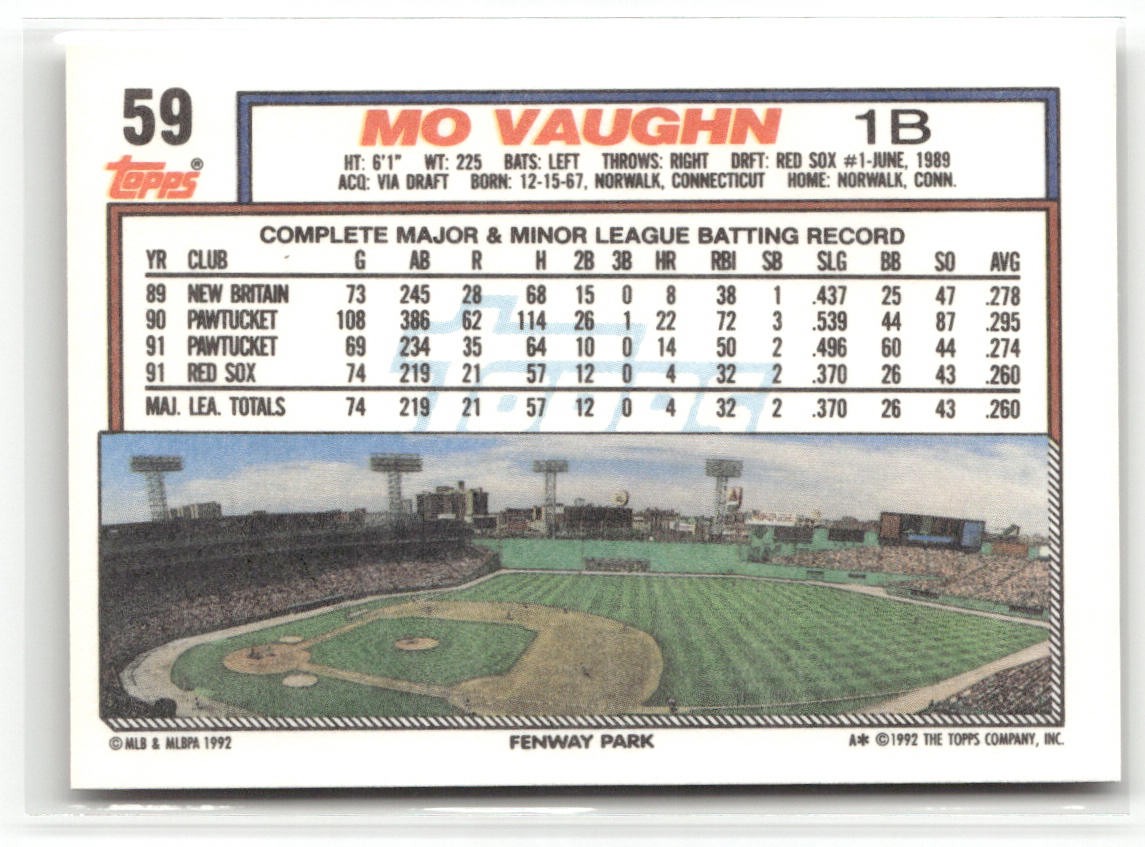 59
topps®
MO VAUGHN 1B
HT: 6'1" WT: 225 BATS: LEFT THROWS: RIGHT DRFT: RED SOX #1-JUNE, 1989
ACQ: VIA DRAFT BORN: 12-15-67, NORWALK, CONNECTICUT HOME: NORWALK, CONN.
COMPLETE MAJOR & MINOR LEAGUE BATTING RECORD
YR CLUB G AB R H 2B 3B HR RBI SB SLG BB SO AVG
89 NEW BRITAIN 73 245 28 68 15 0 8 38 1 .437 25 47 .278
90 PAWTUCKET 108 386 62 114 26 1 22 72 3 .539 44 87 .295
91 PAWTUCKET 69 234 35 64 10 0 14 50 2 .496 60 44 .274
91 RED SOX 74 219 21 57 12 0 4 32 2 .370 26 43 .260
MAJ. LEA. TOTALS 74 219 21 57 12 0 4 32 2 .370 26 43 .260
Topps
© MLB & MLBPA 1992 FENWAY PARK A* ©1992 THE TOPPS COMPANY, INC.